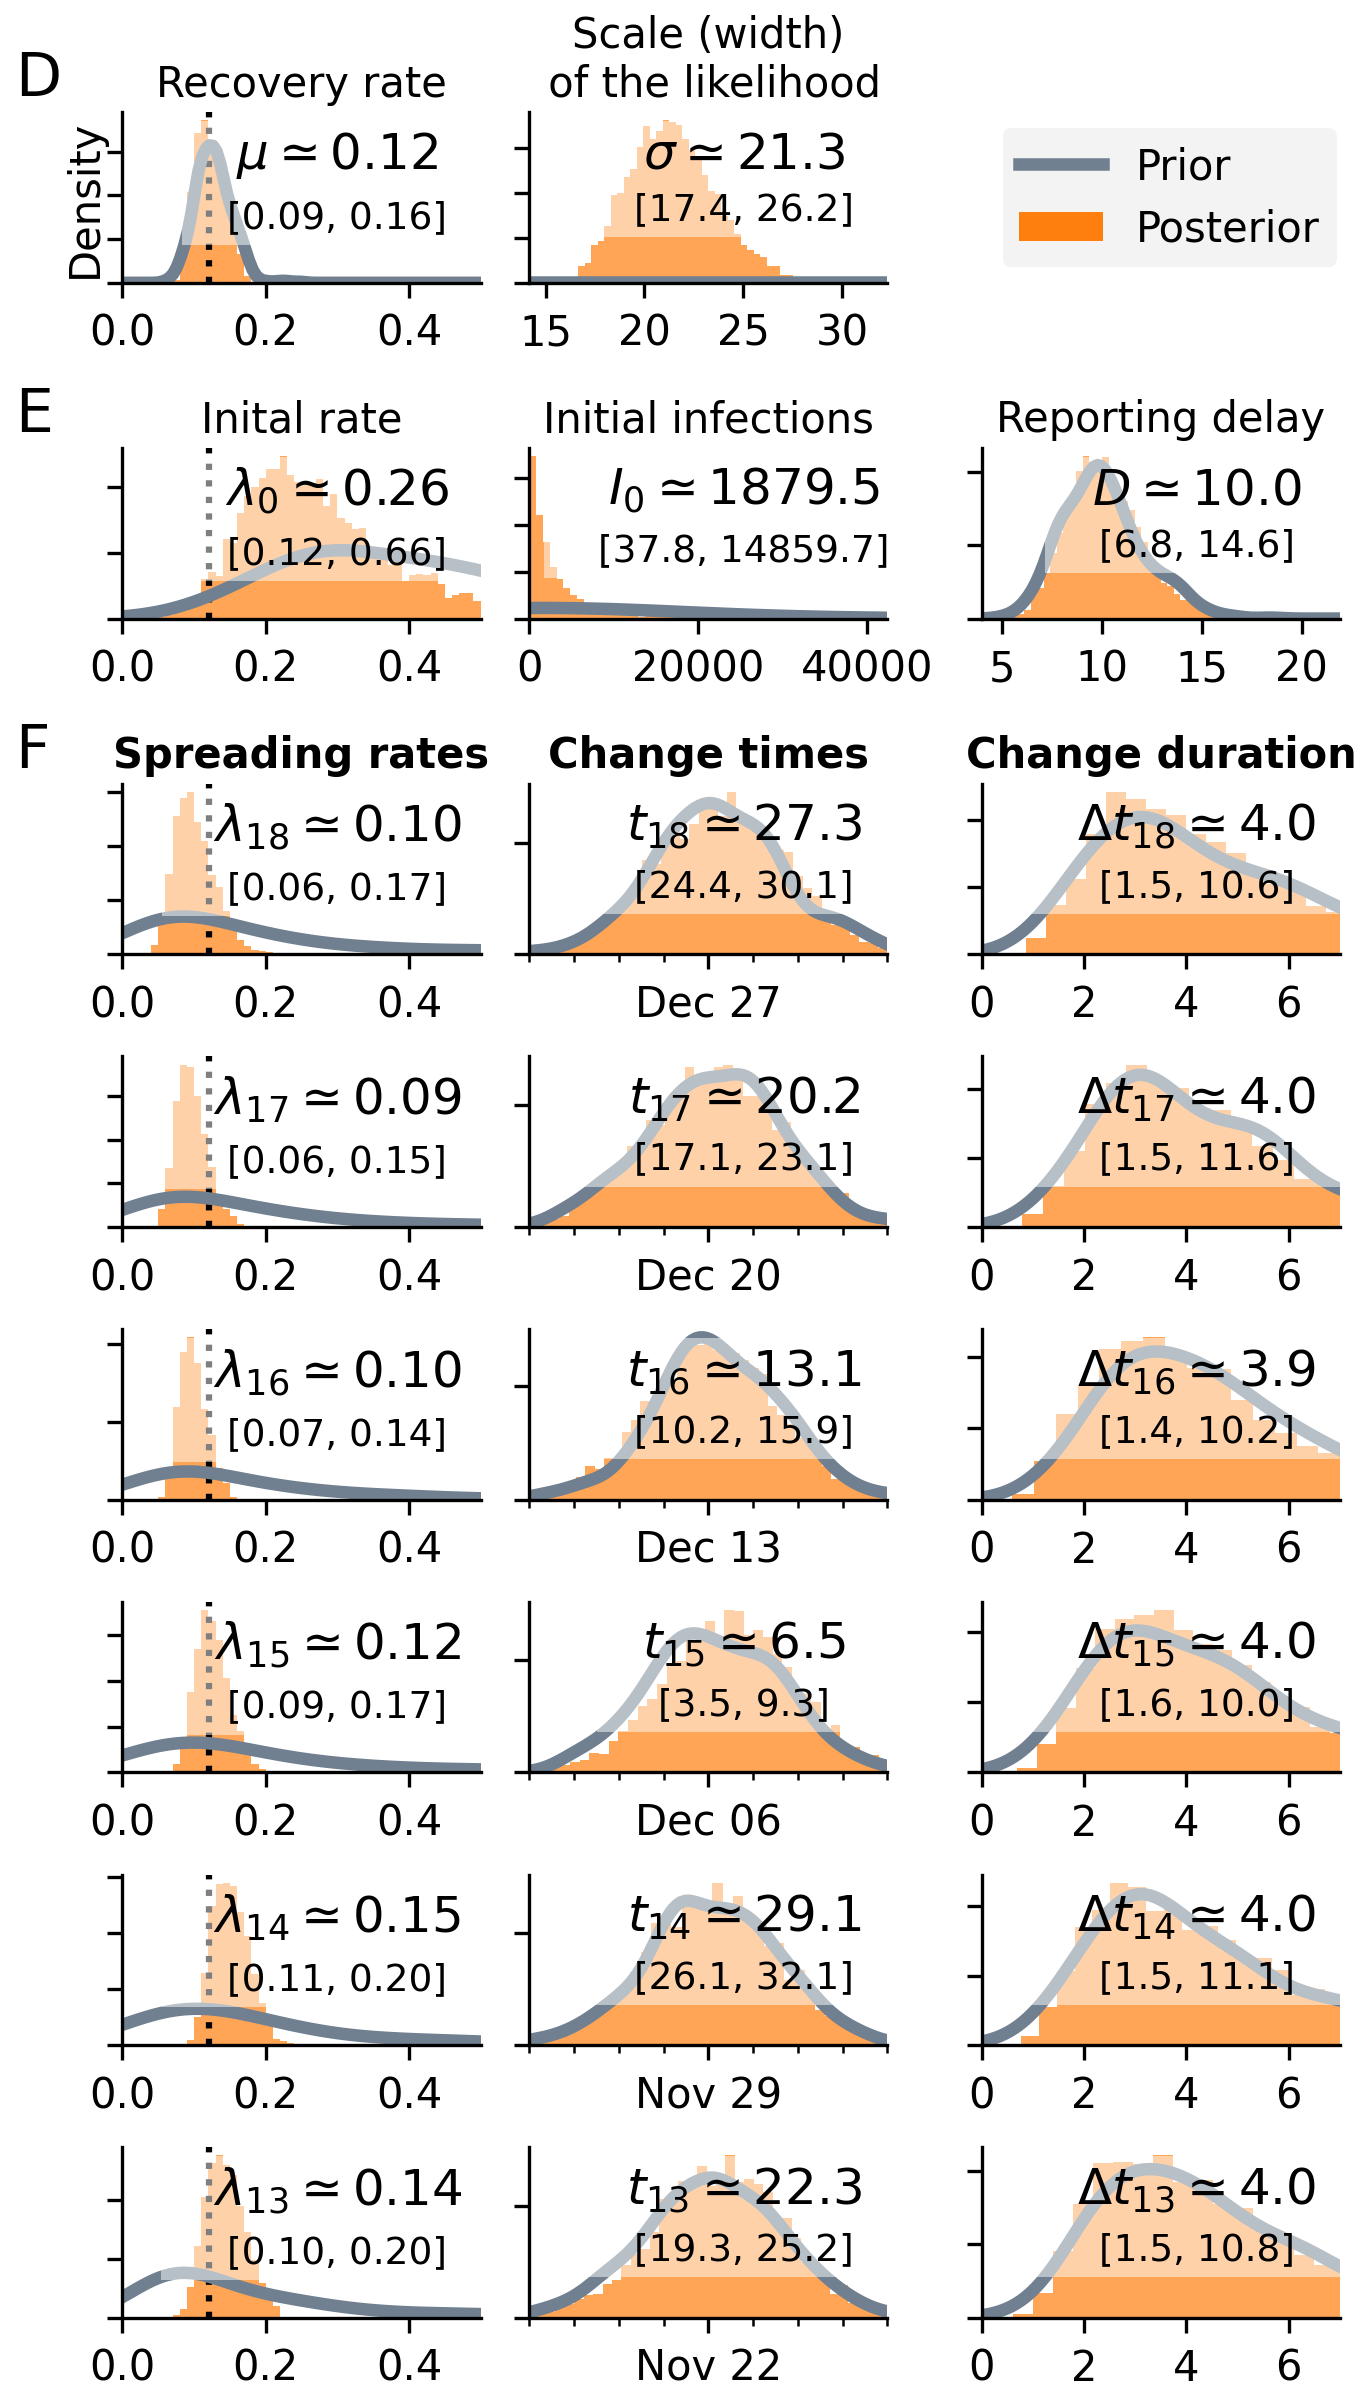 D
Recovery rate
Scale (width)
of the likelihood
Density
μ ≃ 0.12
[0.09, 0.16]
0.0 0.2 0.4
σ ≃ 21.3
[17.4, 26.2]
15 20 25 30
Prior
Posterior
E
Inital rate
λ0 ≃ 0.26
[0.12, 0.66]
0.0 0.2 0.4
Initial infections
I0 ≃ 1879.5
[37.8, 14859.7]
0 20000 40000
Reporting delay
D ≃ 10.0
[6.8, 14.6]
5 10 15 20
F
Spreading rates Change times Change duration
λ18 ≃ 0.10 t18 ≃ 27.3 Δt18 ≃ 4.0
[0.06, 0.17] [24.4, 30.1] [1.5, 10.6]
0.0 0.2 0.4 Dec 27 0 2 4 6
λ17 ≃ 0.09 t17 ≃ 20.2 Δt17 ≃ 4.0
[0.06, 0.15] [17.1, 23.1] [1.5, 11.6]
0.0 0.2 0.4 Dec 20 0 2 4 6
λ16 ≃ 0.10 t16 ≃ 13.1 Δt16 ≃ 3.9
[0.07, 0.14] [10.2, 15.9] [1.4, 10.2]
0.0 0.2 0.4 Dec 13 0 2 4 6
λ15 ≃ 0.12 t15 ≃ 6.5 Δt15 ≃ 4.0
[0.09, 0.17] [3.5, 9.3] [1.6, 10.0]
0.0 0.2 0.4 Dec 06 0 2 4 6
λ14 ≃ 0.15 t14 ≃ 29.1 Δt14 ≃ 4.0
[0.11, 0.20] [26.1, 32.1] [1.5, 11.1]
0.0 0.2 0.4 Nov 29 0 2 4 6
λ13 ≃ 0.14 t13 ≃ 22.3 Δt13 ≃ 4.0
[0.10, 0.20] [19.3, 25.2] [1.5, 10.8]
0.0 0.2 0.4 Nov 22 0 2 4 6